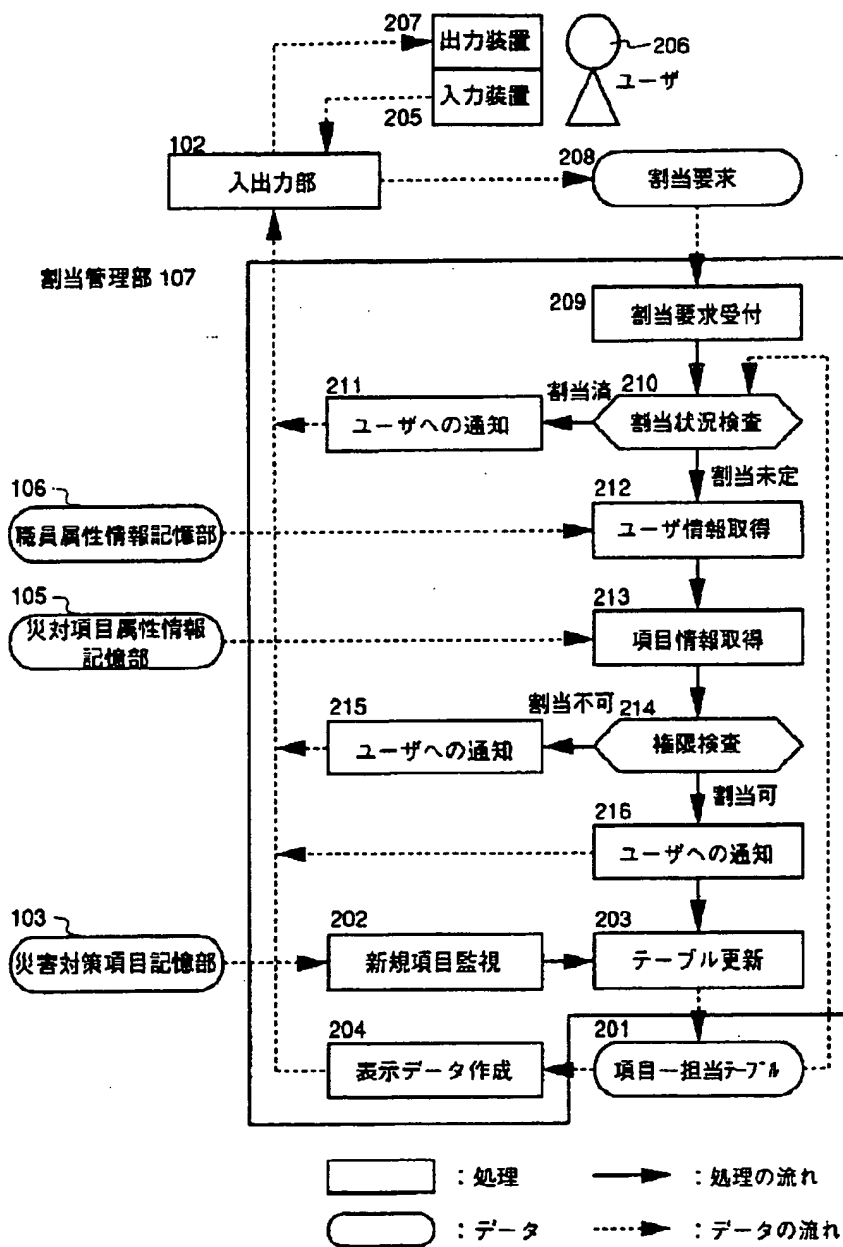 207
出力装置
206
ユーザ
入力装置
205
102
入出力部
208
割当要求
割当管理部 107
209
割当要求受付
211
ユーザへの通知
割当済
210
割当状況検査
割当未定
106
職員属性情報記憶部
212
ユーザ情報取得
105
災対項目属性情報
記憶部
213
項目情報取得
215
ユーザへの通知
割当不可
214
権限検査
割当可
216
ユーザへの通知
103
災害対策項目記憶部
202
新規項目監視
203
テーブル更新
204
表示データ作成
201
項目ー担当テーブル
：処理
：処理の流れ
：データ
：データの流れ